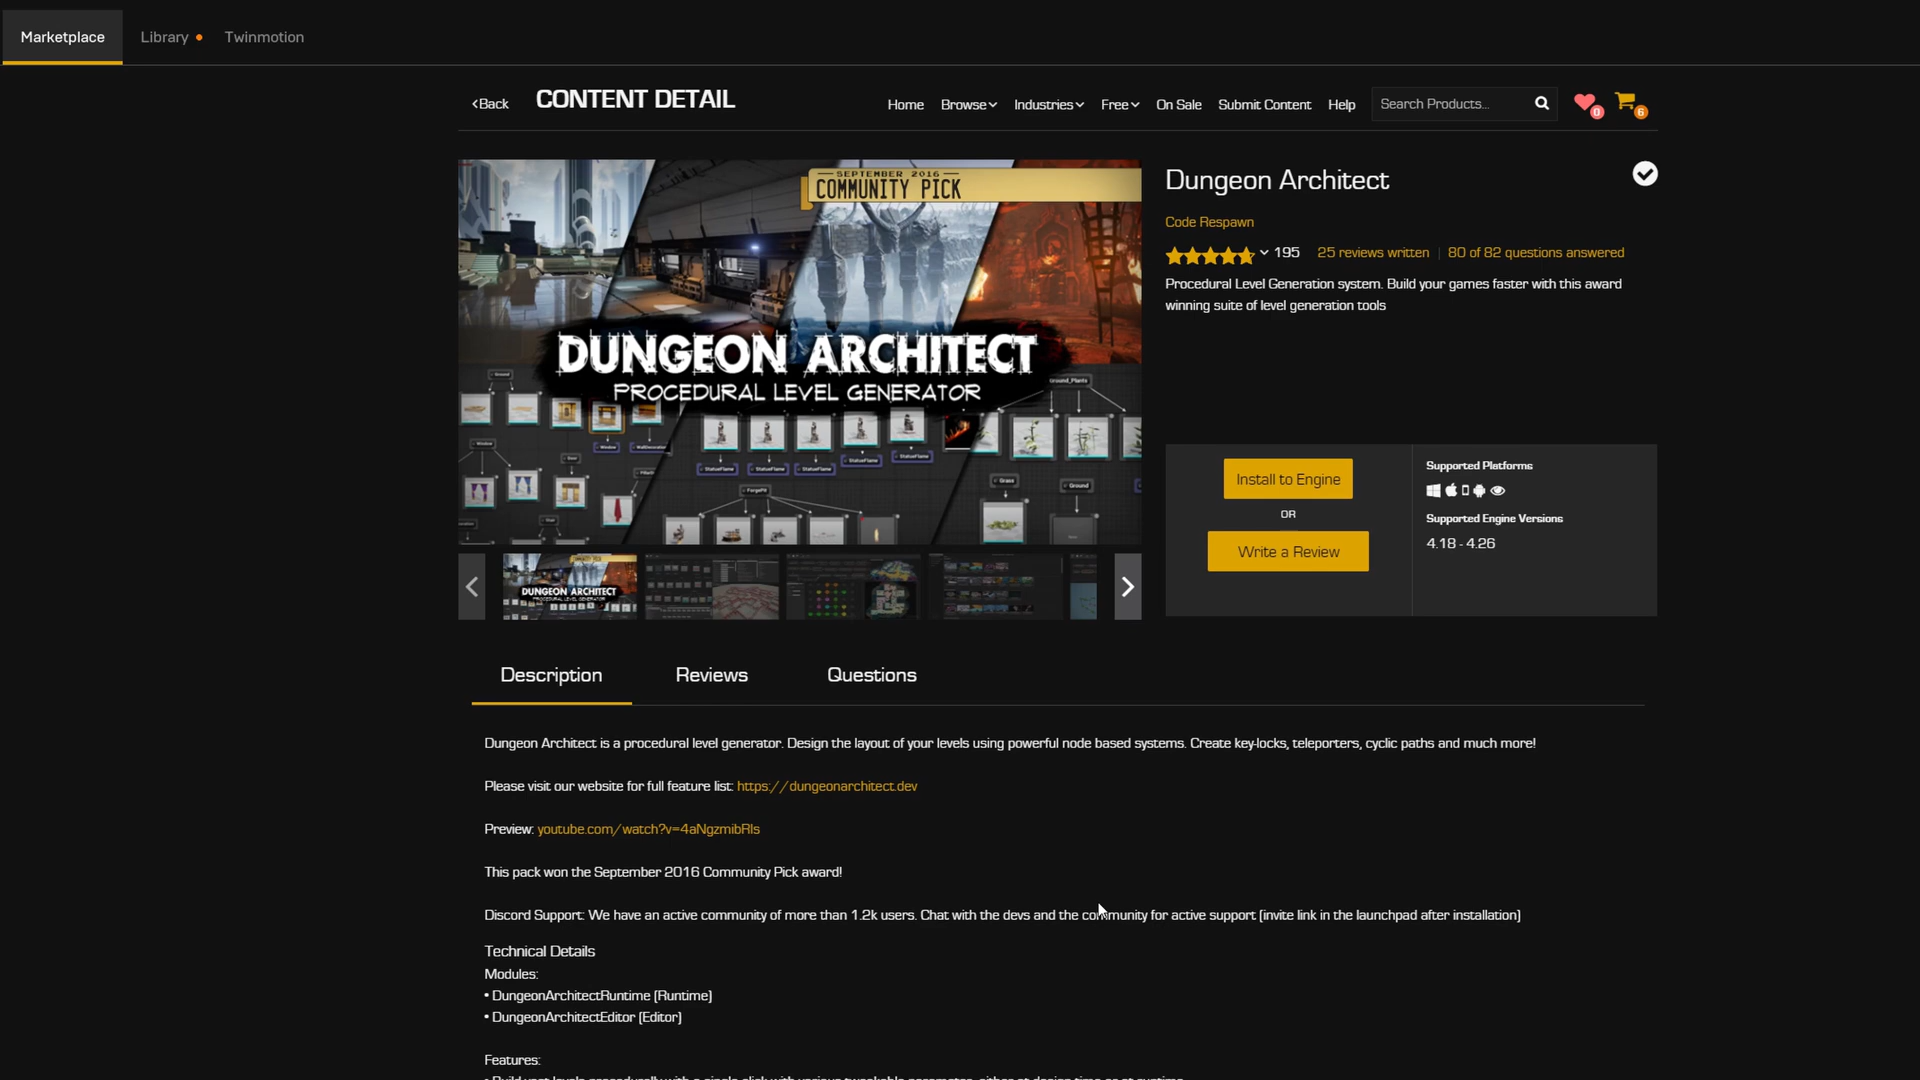 Marketplace
Library
Twinmotion
Back
CONTENT DETAIL
Home
Browse
Industries
Free
On Sale
Submit Content
Help
Search Products...
0
6
SEPTEMBER 2016
COMMUNITY PICK
DUNGEON ARCHITECT
PROCEDURAL LEVEL GENERATOR
Dungeon Architect
Code Respawn
195
25 reviews written
80 of 82 questions answered
Procedural Level Generation system. Build your games faster with this award
winning suite of level generation tools
Install to Engine
OR
Write a Review
Supported Platforms
Supported Engine Versions
4.18 - 4.26
DUNGEON ARCHITECT
Description
Reviews
Questions
Dungeon Architect is a procedural level generator. Design the layout of your levels using powerful node based systems. Create key-locks, teleporters, cyclic paths and much more!
Please visit our website for full feature list: https://dungeonarchitect.dev
Preview: youtube.com/watch?v=4aNgzmibRIs
This pack won the September 2016 Community Pick award!
Discord Support: We have an active community of more than 1.2k users. Chat with the devs and the community for active support (invite link in the launchpad after installation)
Technical Details
Modules:
• DungeonArchitectRuntime (Runtime)
• DungeonArchitectEditor (Editor)
Features: